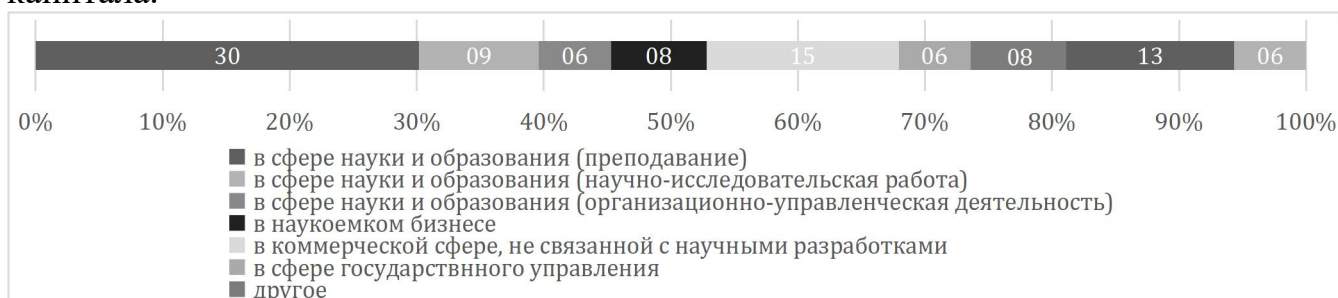 капитала.
30 09 06 08 15 06 08 13 06
0% 10% 20% 30% 40% 50% 60% 70% 80% 90% 100%
в сфере науки и образования (преподавание)
в сфере науки и образования (научно-исследовательская работа)
в сфере науки и образования (организационно-управленческая деятельность)
в наукоемком бизнесе
в коммерческой сфере, не связанной с научными разработками
в сфере государствнного управления
другое